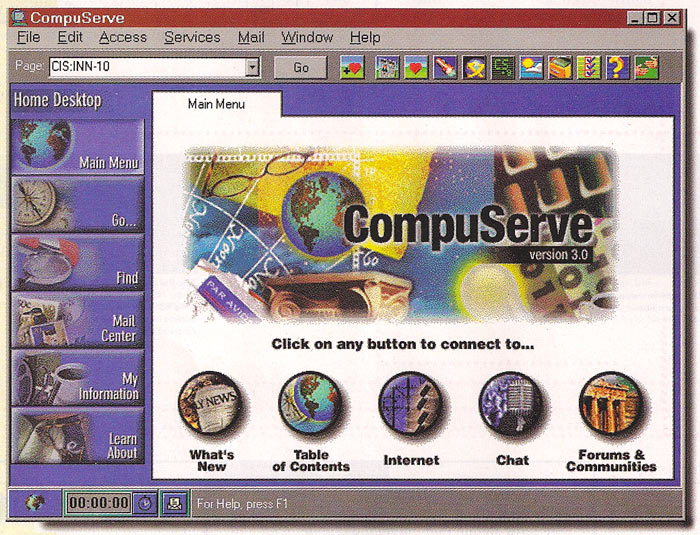 CompuServe
File Edit Access Services Mail Window Help
Page: CIS:INN-10 Go
Home Desktop
Main Menu
Main Menu
Go...
Find
Mail
Center
My
Information
Learn
About
CompuServe
version 3.0
PAR AVION
Click on any button to connect to...
LY NEWS
What's
New
Table
of Contents
Internet
Chat
Forums &
Communities
00:00:00
For Help, press F1